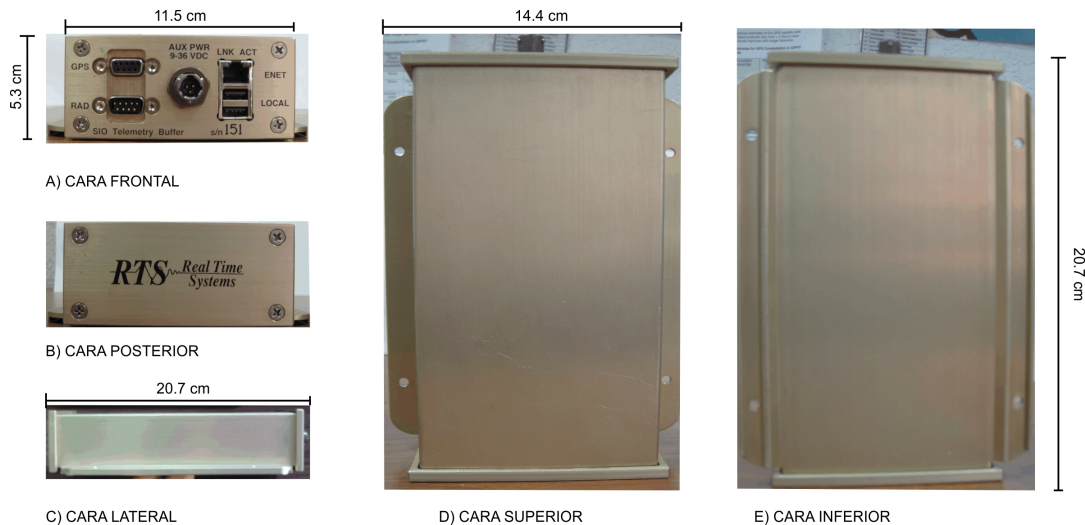 11.5 cm
5.3 cm
AUX PWR
9-36 VDC
LNK ACT
GPS
ENET
RAD
LOCAL
SIO Telemetry Buffer
s/n 151
A) CARA FRONTAL
RTS Real Time
Systems
B) CARA POSTERIOR
20.7 cm
C) CARA LATERAL
14.4 cm
D) CARA SUPERIOR
20.7 cm
E) CARA INFERIOR